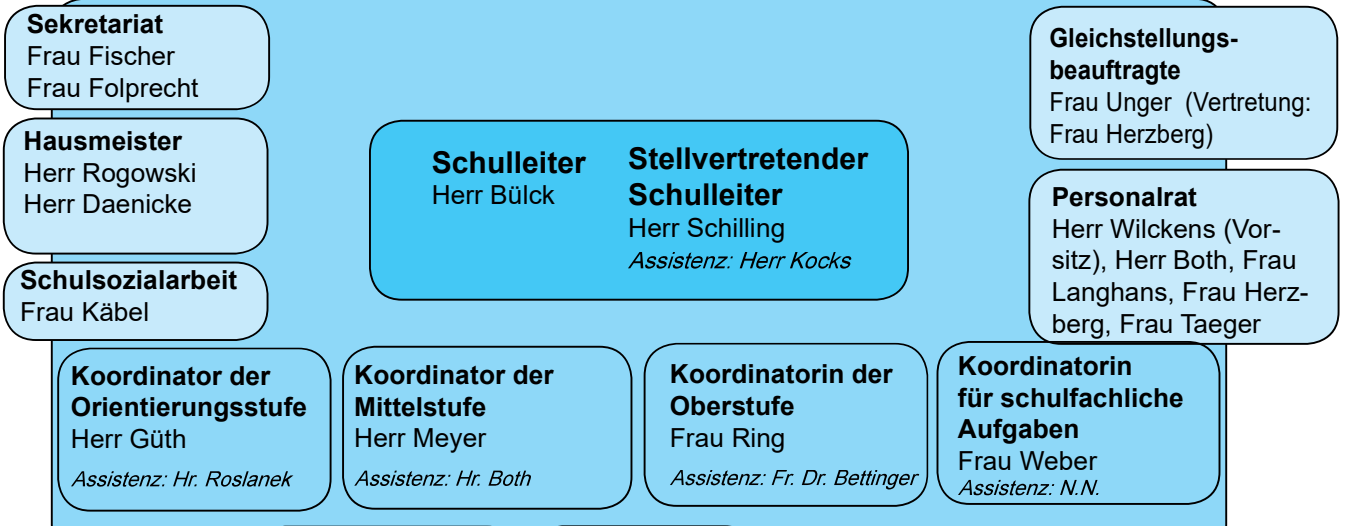 Sekretariat
Frau Fischer
Frau Folprecht
Hausmeister
Herr Rogowski
Herr Daenicke
Schulsozialarbeit
Frau Käbel
Schulleiter
Herr Bülck
Stellvertretender
Schulleiter
Herr Schilling
Assistenz: Herr Kocks
Gleichstellungs-
beauftragte
Frau Unger (Vertretung:
Frau Herzberg)
Personalrat
Herr Wilckens (Vor-
sitz), Herr Both, Frau
Langhans, Frau Herz-
berg, Frau Taeger
Koordinator der
Orientierungsstufe
Herr Güth
Assistenz: Hr. Roslanek
Koordinator der
Mittelstufe
Herr Meyer
Assistenz: Hr. Both
Koordinatorin der
Oberstufe
Frau Ring
Assistenz: Fr. Dr. Bettinger
Koordinatorin
für schulfachliche
Aufgaben
Frau Weber
Assistenz: N.N.